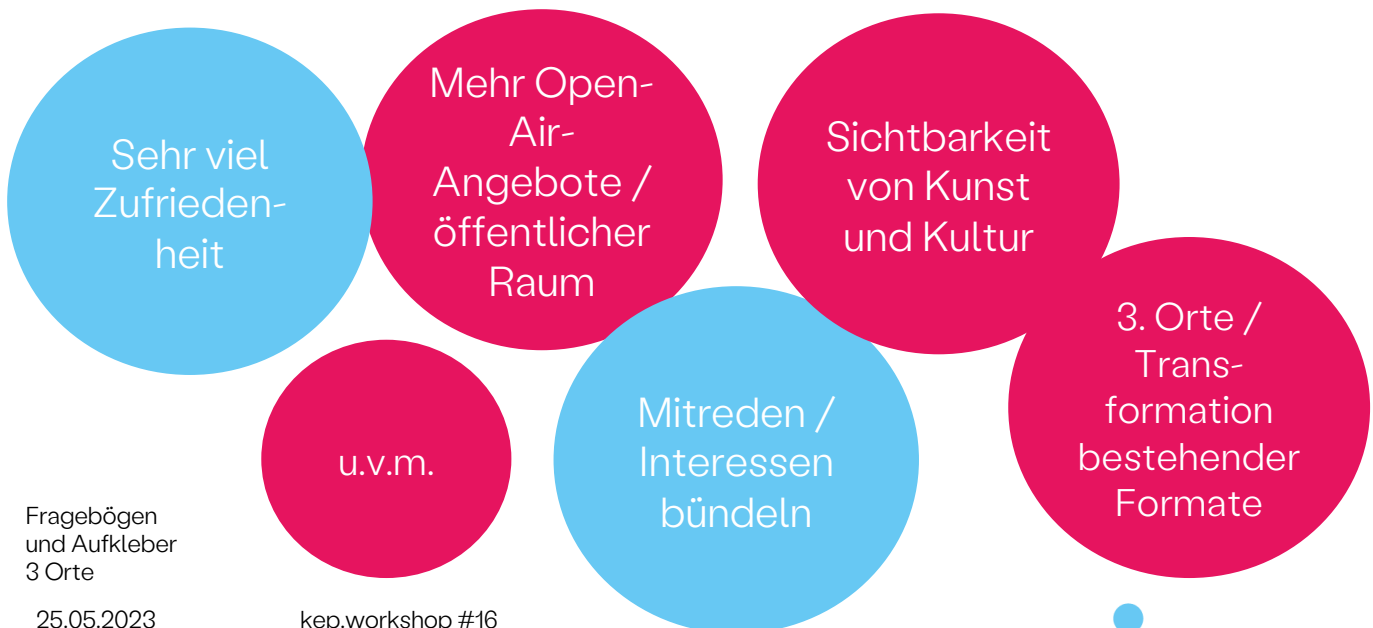 Sehr viel
Zufrieden-
heit
Mehr Open-
Air-
Angebote /
öffentlicher
Raum
Sichtbarkeit
von Kunst
und Kultur
3. Orte /
Trans-
formation
bestehender
Formate
u.v.m.
Mitreden /
Interessen
bündeln
Fragebögen
und Aufkleber
3 Orte
25.05.2023
kep.workshop #16